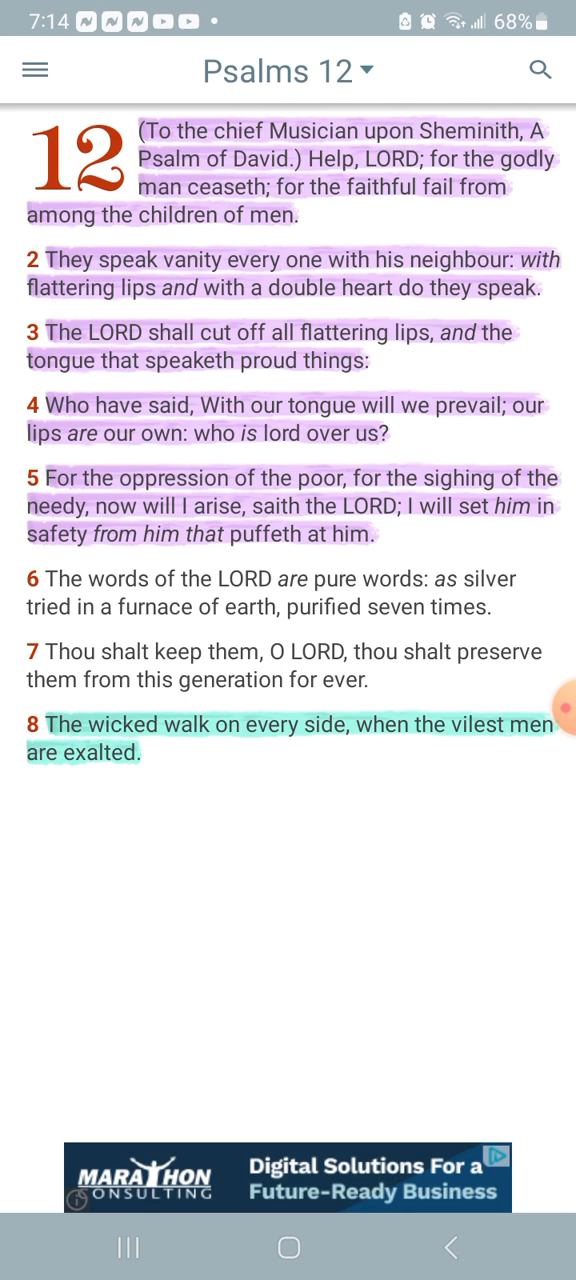 7:14
68%
Psalms 12
12 (To the chief Musician upon Sheminith, A
Psalm of David.) Help, LORD; for the godly
man ceaseth; for the faithful fail from
among the children of men.
2 They speak vanity every one with his neighbour: with
flattering lips and with a double heart do they speak.
3 The LORD shall cut off all flattering lips, and the
tongue that speaketh proud things:
4 Who have said, With our tongue will we prevail; our
lips are our own: who is lord over us?
5 For the oppression of the poor, for the sighing of the
needy, now will I arise, saith the LORD; I will set him in
safety from him that puffeth at him.
6 The words of the LORD are pure words: as silver
tried in a furnace of earth, purified seven times.
7 Thou shalt keep them, O LORD, thou shalt preserve
them from this generation for ever.
8 The wicked walk on every side, when the vilest men
are exalted.
MARATHON
ONSULTING
Digital Solutions For a
Future-Ready Business